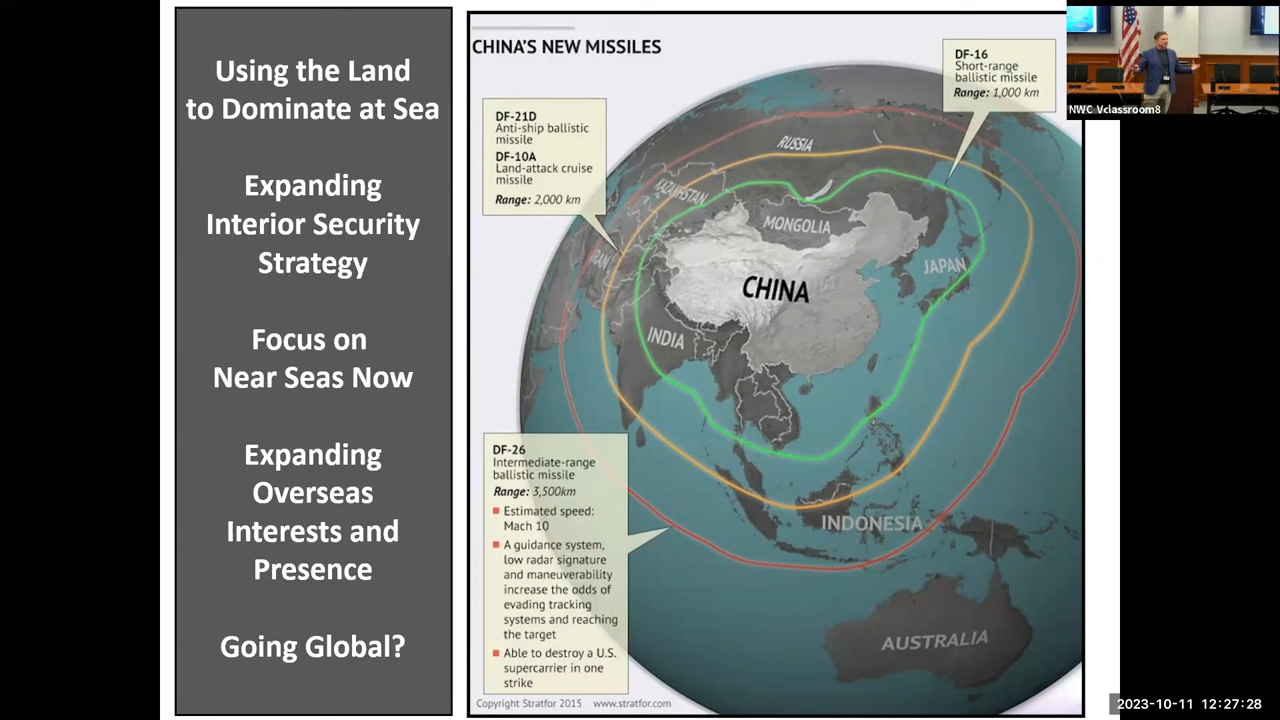 Using the Land
to Dominate at Sea
Expanding
Interior Security
Strategy
Focus on
Near Seas Now
Expanding
Overseas
Interests and
Presence
Going Global?
CHINA'S NEW MISSILES
DF-16
Short-range
ballistic missile
Range: 1,000 km
DF-21D
Anti-ship ballistic
missile
DF-10A
Land-attack cruise
missile
Range: 2,000 km
RUSSIA
KAZAKHSTAN
MONGOLIA
IRAN
JAPAN
CHINA
INDIA
DF-26
Intermediate-range
ballistic missile
Range: 3,500km
Estimated speed:
Mach 10
A guidance system,
low radar signature
and maneuverability
increase the odds of
evading tracking
systems and reaching
the target
Able to destroy a U.S.
supercarrier in one
strike
INDONESIA
AUSTRALIA
Copyright Stratfor 2015 www.stratfor.com
NWC Vclassroom8
2023-10-11 12:27:28